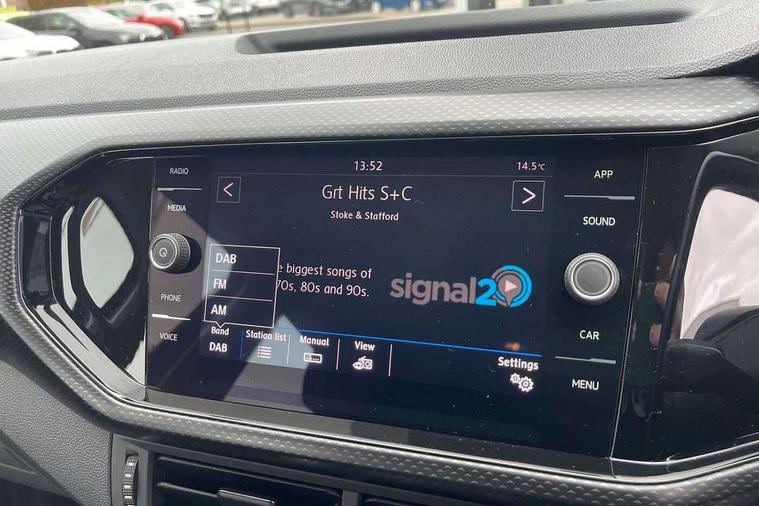 RADIO
MEDIA
PHONE
VOICE
13:52
14.5°C
Grt Hits S+C
Stoke & Stafford
DAB
FM
AM
biggest songs of
70s, 80s and 90s.
signal2
Band
DAB
Station list
Manual
View
Settings
APP
SOUND
CAR
MENU